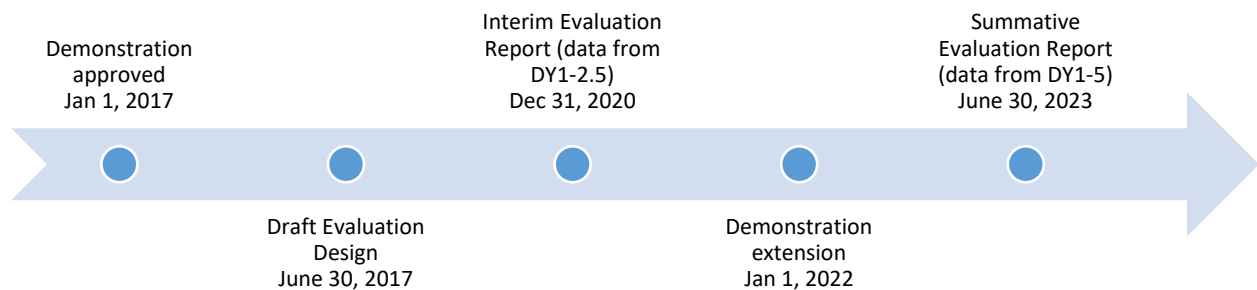 Demonstration
approved
Jan 1, 2017
Draft Evaluation
Design
June 30, 2017
Interim Evaluation
Report (data from
DY1-2.5)
Dec 31, 2020
Demonstration
extension
Jan 1, 2022
Summative
Evaluation Report
(data from DY1-5)
June 30, 2023